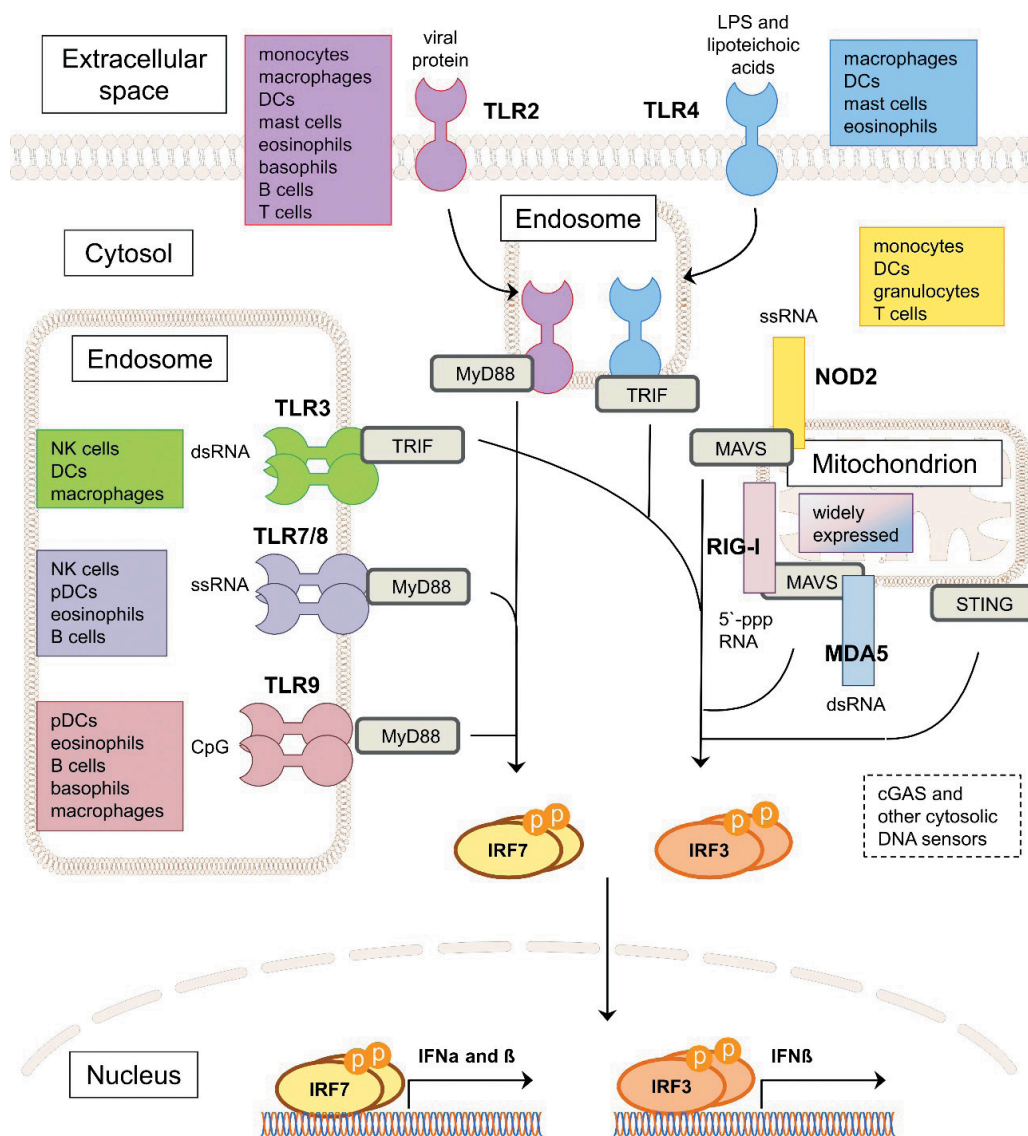 Extracellular
space
monocytes
macrophages
DCs
mast cells
eosinophils
basophils
B cells
T cells
viral
protein
TLR2
LPS and
lipoteichoic
acids
TLR4
macrophages
DCs
mast cells
eosinophils
Cytosol
Endosome
MyD88
TRIF
monocytes
DCs
granulocytes
T cells
ssRNA
NOD2
MAVS
Mitochondrion
widely
expressed
RIG-I
MAVS
STING
5`-ppp
RNA
MDA5
dsRNA
Endosome
TLR3
NK cells
DCs
macrophages
dsRNA
TRIF
TLR7/8
NK cells
pDCs
eosinophils
B cells
ssRNA
MyD88
TLR9
pDCs
eosinophils
B cells
basophils
macrophages
CpG
MyD88
cGAS and
other cytosolic
DNA sensors
p p
IRF7
p p
IRF3
Nucleus
p p
IRF7
IFNa and ß
p p
IRF3
IFNß